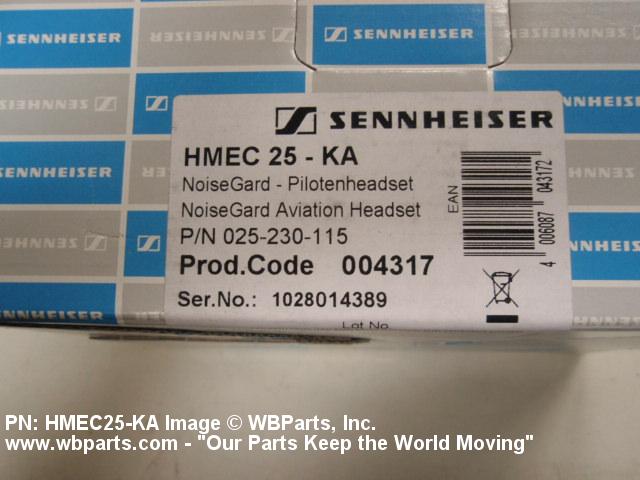 SENNHEISER
SENNHEISER
SENNHEISER
SENNHEISER
SENNHEISER
HMEC 25 - KA
NoiseGard - Pilotenheadset
NoiseGard Aviation Headset
P/N 025-230-115
Prod.Code 004317
Ser.No.: 1028014389
Lot No
EAN
4 006087 043172
PN: HMEC25-KA Image © WBParts, Inc.
www.wbparts.com - "Our Parts Keep the World Moving"